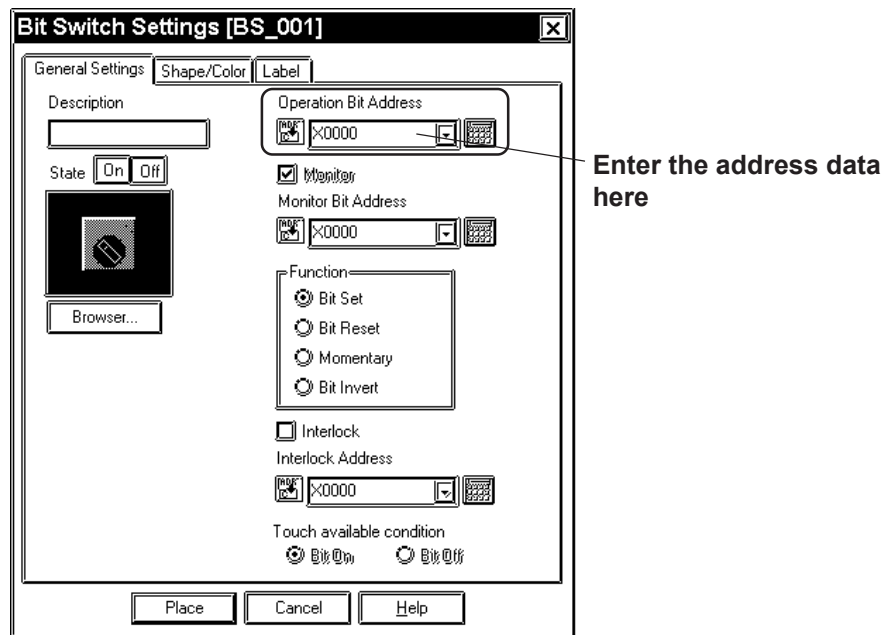 Bit Switch Settings [BS_001]
General Settings Shape/Color Label
Description
State On Off
Browser...
Operation Bit Address
X0000
Enter the address data
here
Monitor
Monitor Bit Address
X0000
Function
Bit Set
Bit Reset
Momentary
Bit Invert
Interlock
Interlock Address
X0000
Touch available condition
Bit On Bit Off
Place Cancel Help